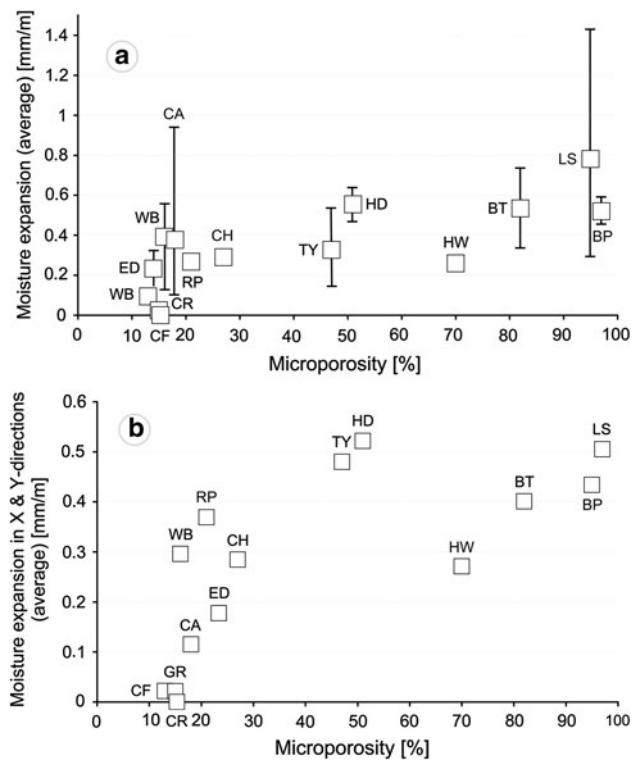 a
Moisture expansion (average) [mm/m]
1.4
1.2
1
0.8
0.6
0.4
0.2
0
CA
WB
ED
WB
CR
CF
RP
CH
TY
HD
HW
BT
LS
BP
0 10 20 30 40 50 60 70 80 90 100
Microporosity [%]
b
Moisture expansion in X & Y-directions
(average) [mm/m]
0.6
0.5
0.4
0.3
0.2
0.1
0
HD
TY
LS
RP
BT
BP
WB
CH
HW
ED
CA
CF
GR
CR
0 10 20 30 40 50 60 70 80 90 100
Microporosity [%]